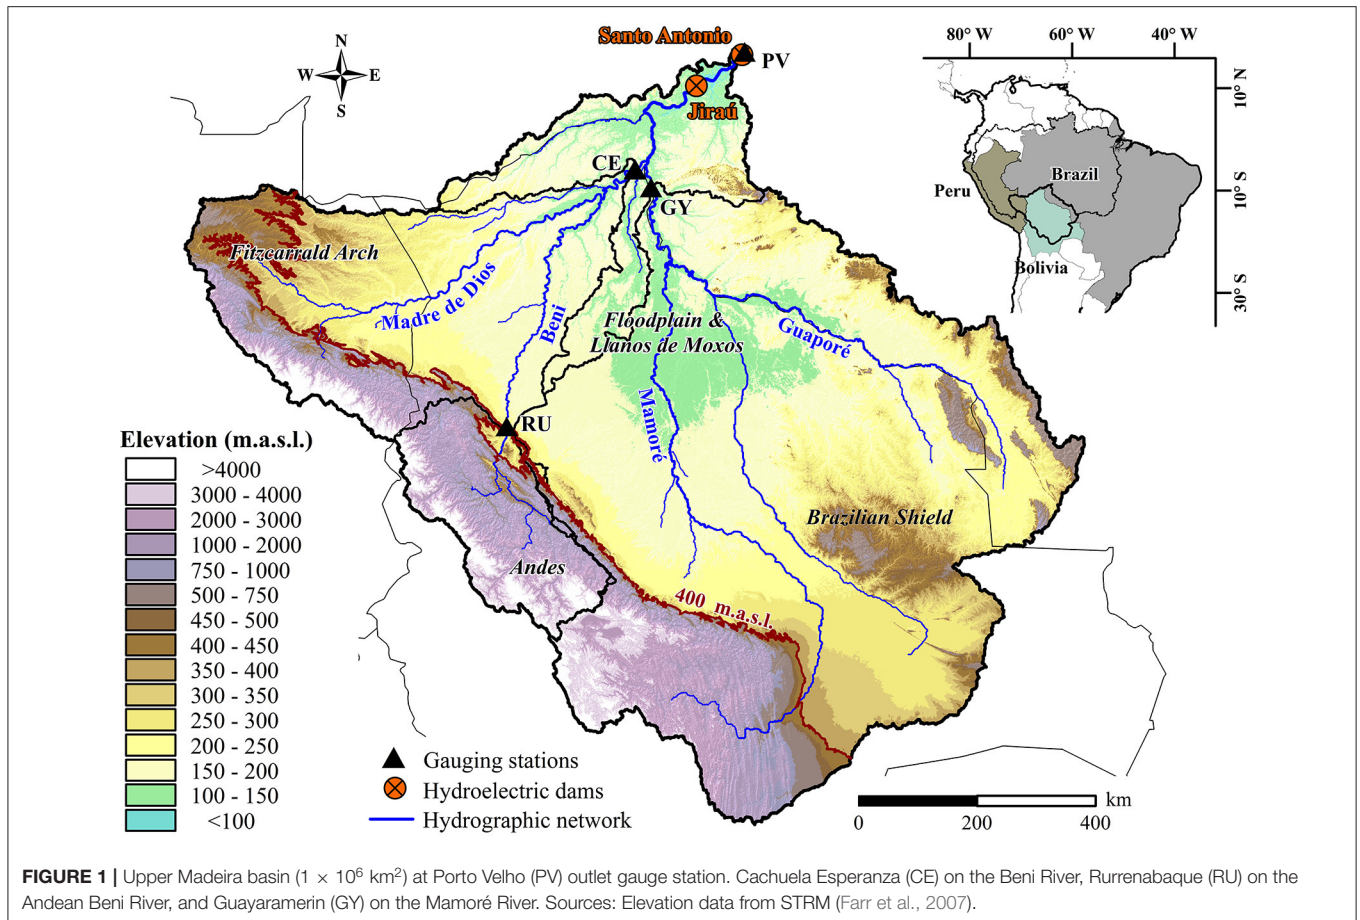 Santo Antonio
PV
Jiraú
N
W E
S
80° W 60° W 40° W
10° N
10° S
30° S
Brazil
Peru
Bolivia
CE
GY
Fitzcarrald Arch
Madre de Dios
Beni
Floodplain &
Llanos de Moxos
Guaporé
Mamoré
RU
Brazilian Shield
Andes
400 m.a.s.l.
Elevation (m.a.s.l.)
>4000
3000 - 4000
2000 - 3000
1000 - 2000
750 - 1000
500 - 750
450 - 500
400 - 450
350 - 400
300 - 350
250 - 300
200 - 250
150 - 200
100 - 150
<100
Gauging stations
Hydroelectric dams
Hydrographic network
km
0 200 400
FIGURE 1 | Upper Madeira basin (1 × 10⁶ km²) at Porto Velho (PV) outlet gauge station. Cachuela Esperanza (CE) on the Beni River, Rurrenabaque (RU) on the
Andean Beni River, and Guayaramerin (GY) on the Mamoré River. Sources: Elevation data from STRM (Farr et al., 2007).